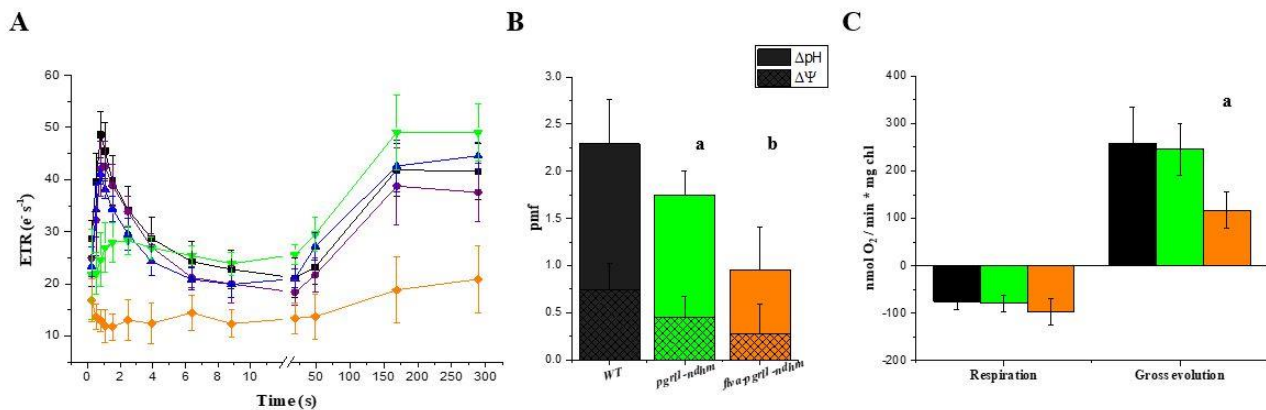 A
B
C
60
50
40
30
20
10
ETR (e⁻ s⁻¹)
0 2 4 6 8 10 50 100 150 200 250 300
Time (s)
ΔpH
ΔΨ
3.0
2.5
2.0
1.5
1.0
0.5
0.0
pmf
a
b
WT
pgrl1-ndhm
flva-pgrl1-ndhm
400
300
200
100
0
-100
-200
nmol O₂ / min * mg chl
a
Respiration
Gross evolution